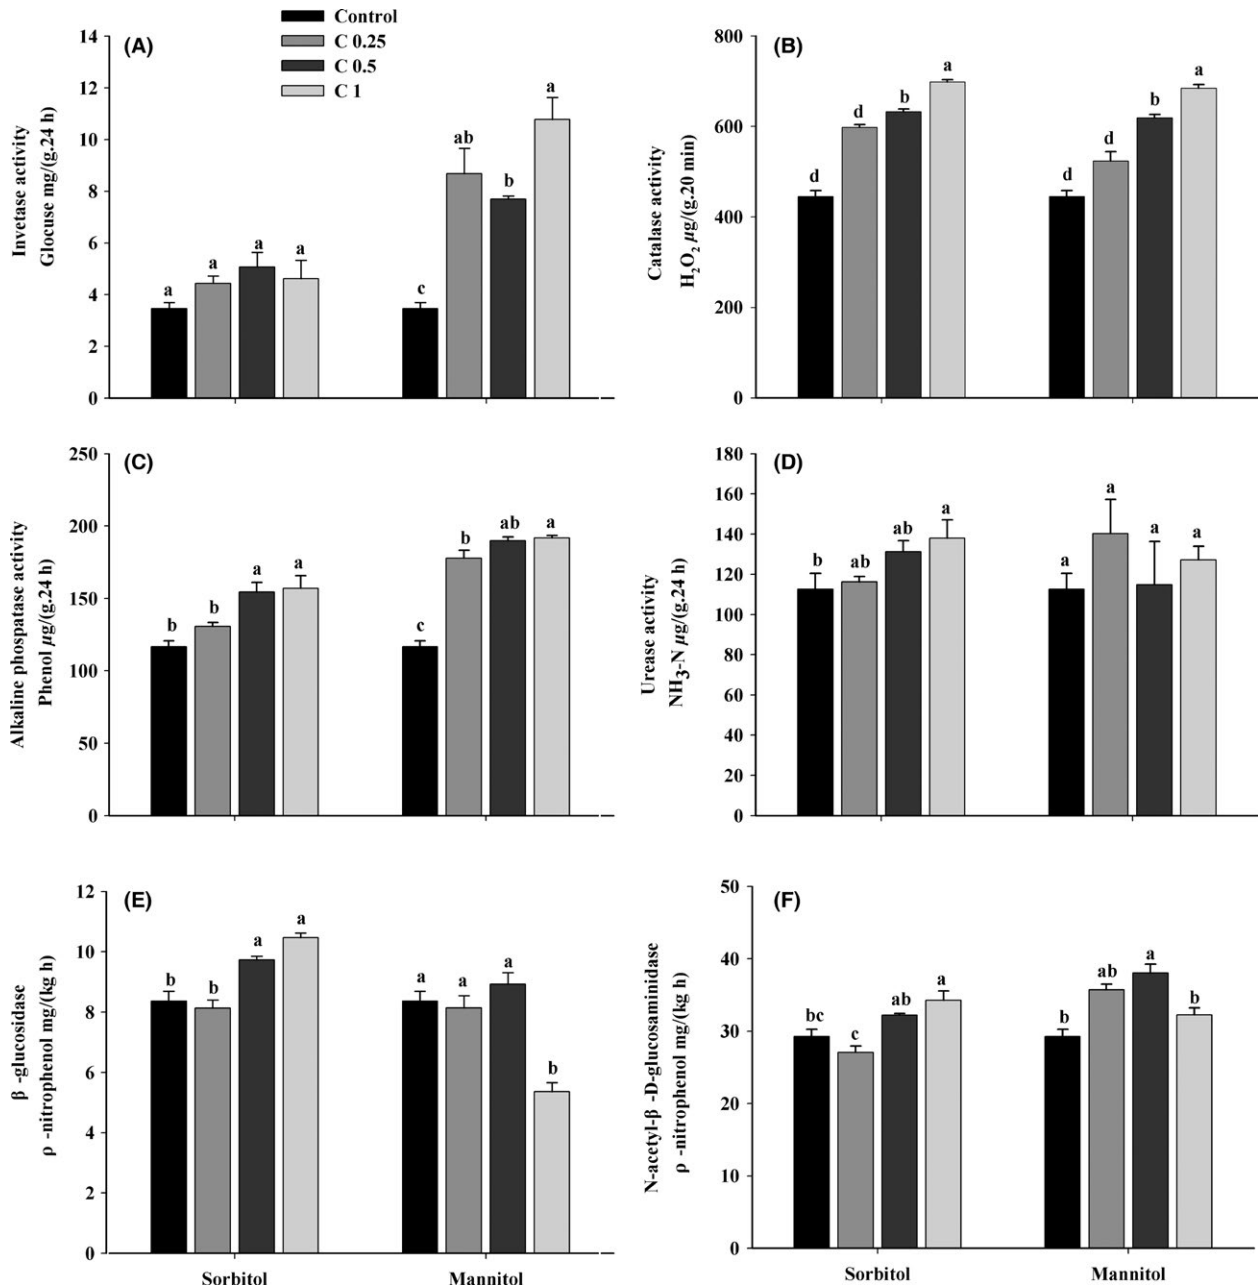 Control
C 0.25
C 0.5
C 1
(A)
14
12
10
8
6
4
2
0
Invetase activity
Glocuse mg/(g.24 h)
a
a
a
a
c
ab
b
a
(B)
800
600
400
200
0
Catalase activity
H₂O₂ µg/(g.20 min)
d
d
b
a
d
d
b
a
(C)
250
200
150
100
50
0
Alkaline phospatase activity
Phenol µg/(g.24 h)
b
b
a
a
c
b
ab
a
(D)
180
160
140
120
100
80
60
40
20
0
Urease activity
NH3-N µg/(g.24 h)
b
ab
ab
a
a
a
a
a
(E)
12
10
8
6
4
2
0
β -glucosidase
ρ -nitrophenol mg/(kg h)
b
b
a
a
a
a
a
b
Sorbitol
Mannitol
(F)
50
40
30
20
10
0
N-acetyl-β -D-glucosaminidase
ρ -nitrophenol mg/(kg h)
bc
c
ab
a
b
ab
a
b
Sorbitol
Mannitol